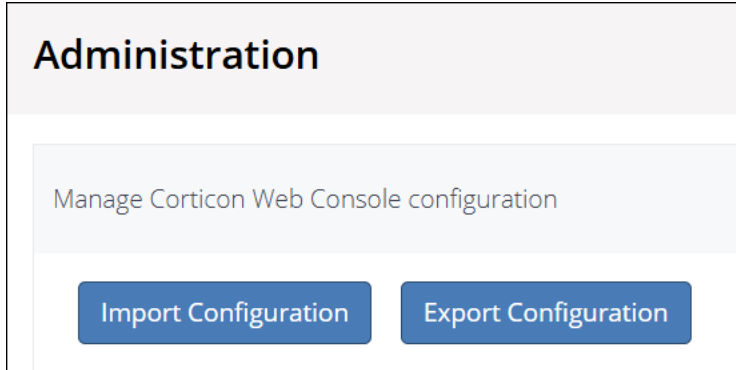 Administration
Manage Corticon Web Console configuration
Import Configuration
Export Configuration